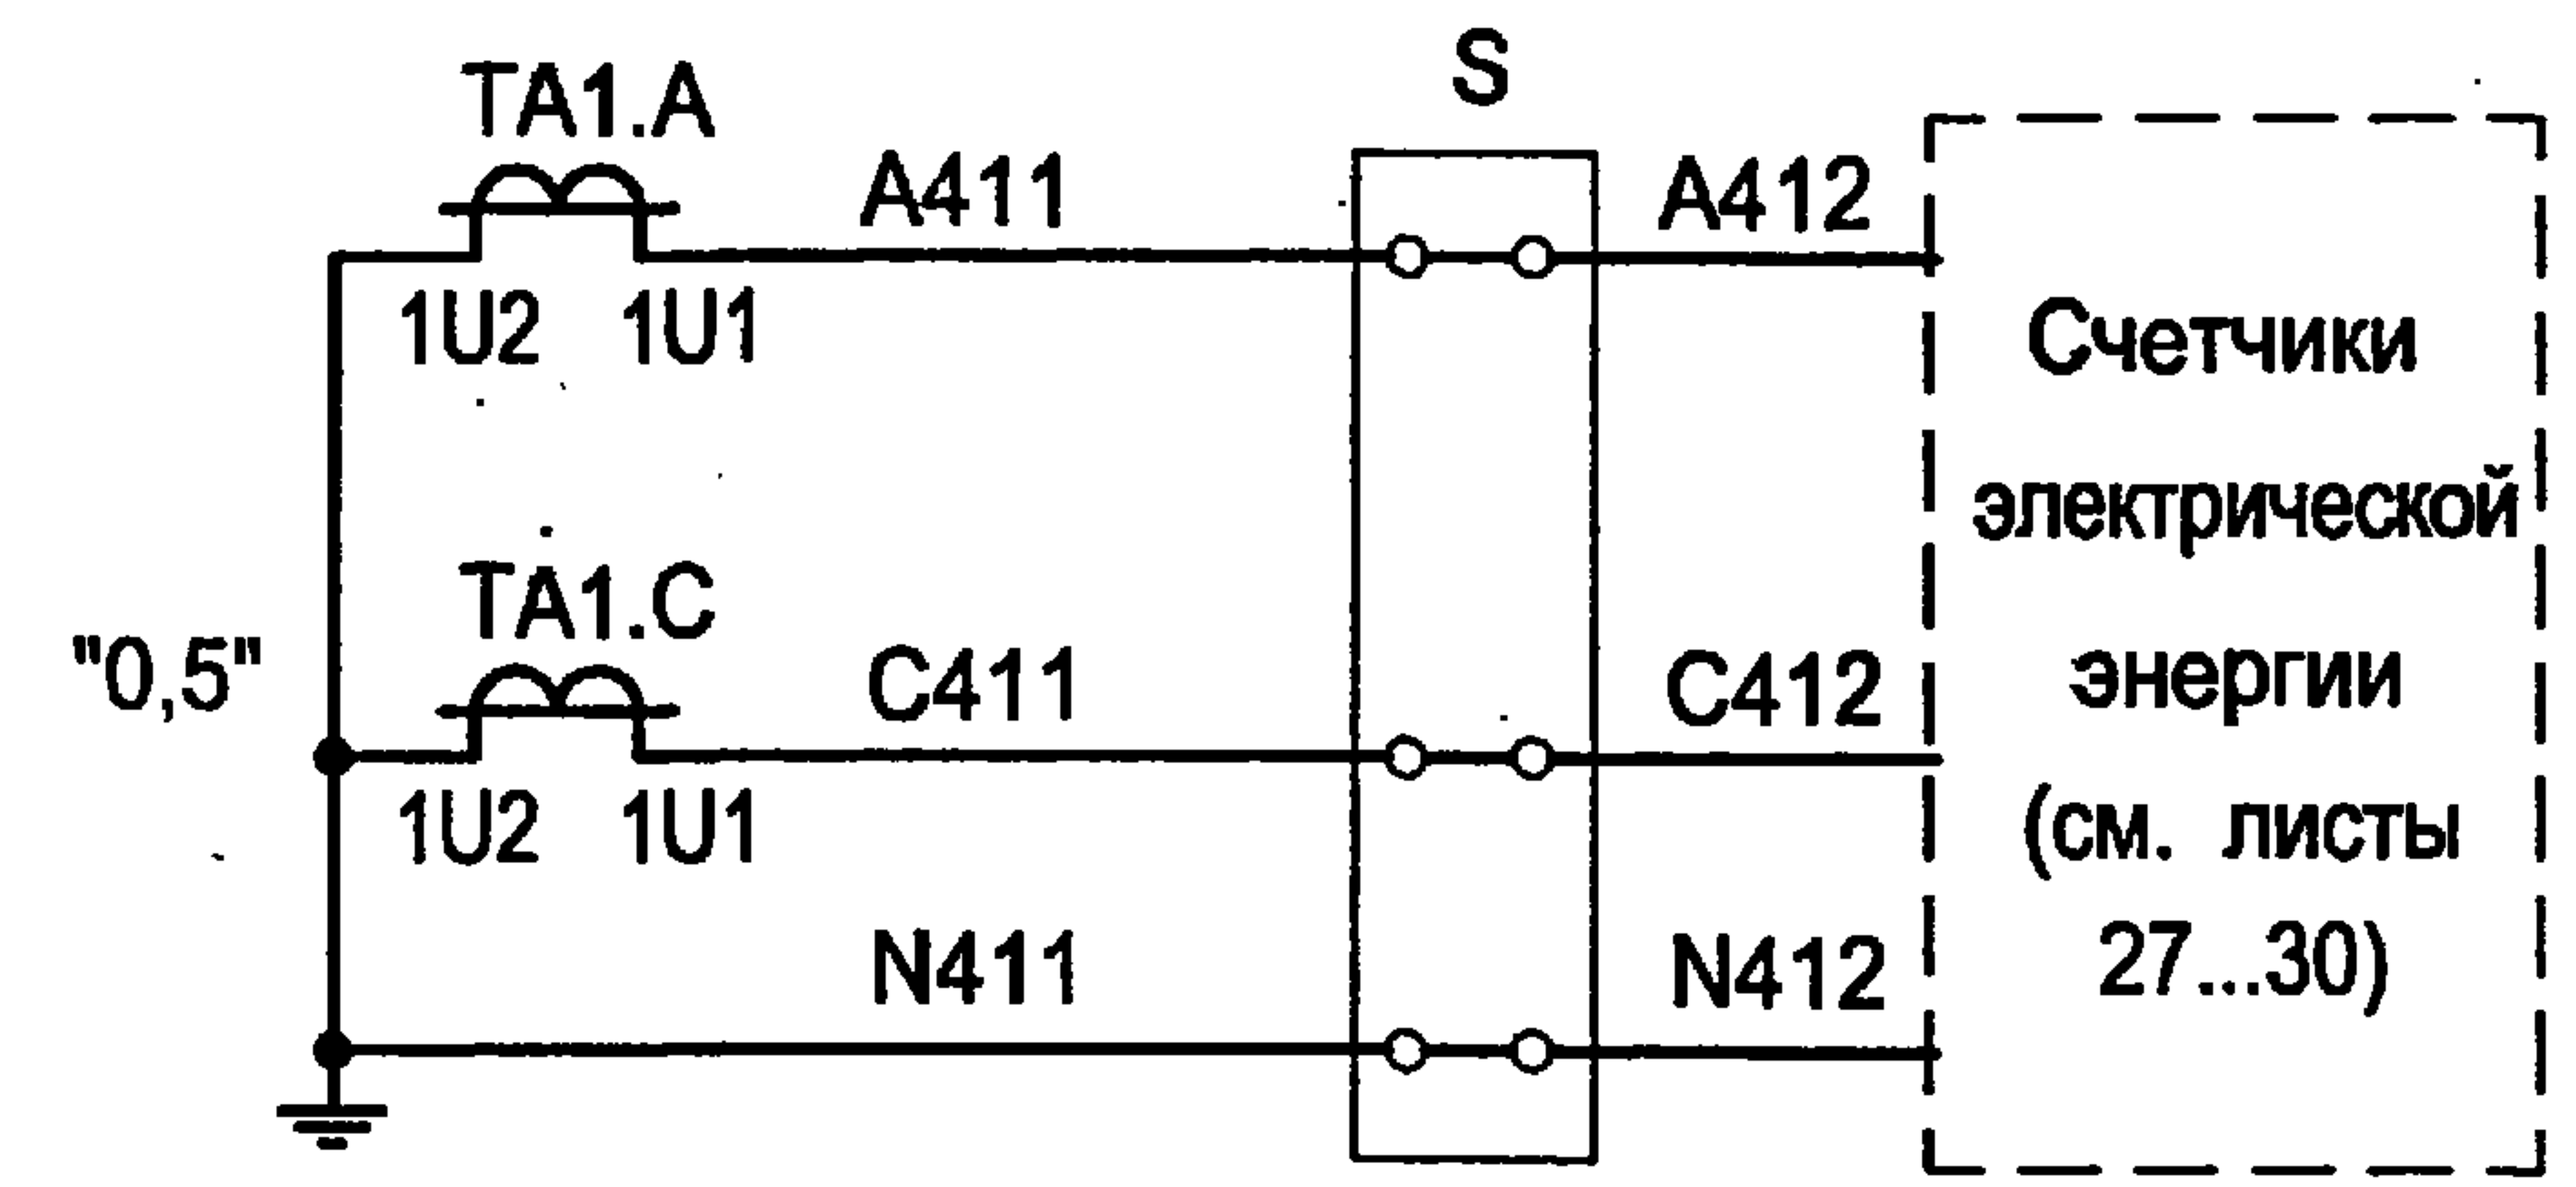 S
TA1.A
A411
A412
1U2
1U1
Счетчики
электрической
TA1.C
"0,5"
C411
C412
энергии
1U2
1U1
(см. листы
N411
N412
27...30)